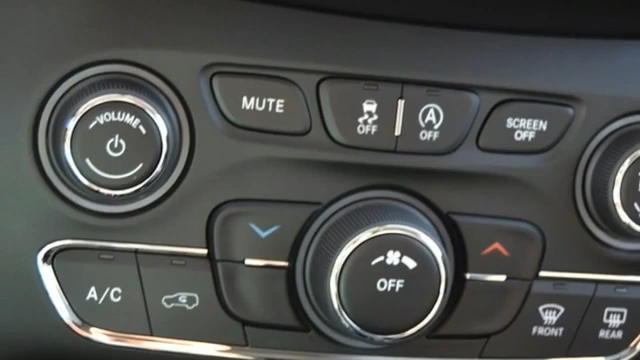 VOLUME
MUTE
OFF
A
OFF
SCREEN
OFF
A/C
OFF
FRONT
REAR